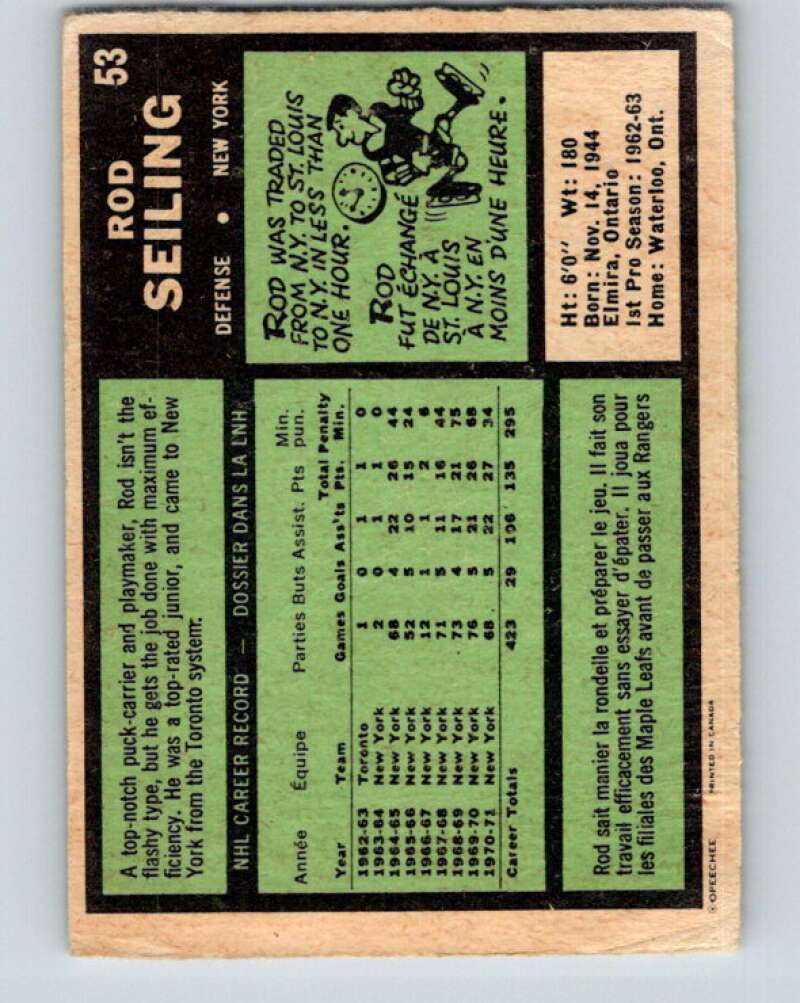 53
ROD
SEILING
DEFENSE • NEW YORK
ROD WAS TRADED
FROM N.Y. TO ST. LOUIS
TO N.Y. IN LESS THAN
ONE HOUR.
ROD
FUT ÉCHANGÉ
DE N.Y. À
ST. LOUIS
À N.Y. EN
MOINS D'UNE HEURE.
Ht: 6'0" Wt: 180
Born: Nov. 14, 1944
Elmira, Ontario
1st Pro Season: 1962-63
Home: Waterloo, Ont.
A top-notch puck-carrier and playmaker, Rod isn't the
flashy type, but he gets the job done with maximum ef-
ficiency. He was a top-rated junior, and came to New
York from the Toronto system.
NHL CAREER RECORD — DOSSIER DANS LA LNH
Année Équipe Parties Buts Assist. Pts Min. pun.
Year Team Games Goals Ass'ts Total Pts. Penalty Min.
1962-63 Toronto 1 0 1 1 0
1963-64 New York 2 0 1 1 0
1964-65 New York 68 4 22 26 44
1965-66 New York 52 5 10 15 24
1966-67 New York 12 1 1 2 6
1967-68 New York 71 5 11 16 44
1968-69 New York 73 4 17 21 75
1969-70 New York 76 5 21 26 68
1970-71 New York 68 5 22 27 34
Career Totals 423 29 106 135 295
Rod sait manier la rondelle et préparer le jeu. Il fait son
travail efficacement sans essayer d'épater. Il joua pour
les filiales des Maple Leafs avant de passer aux Rangers
© OPEECHEE PRINTED IN CANADA